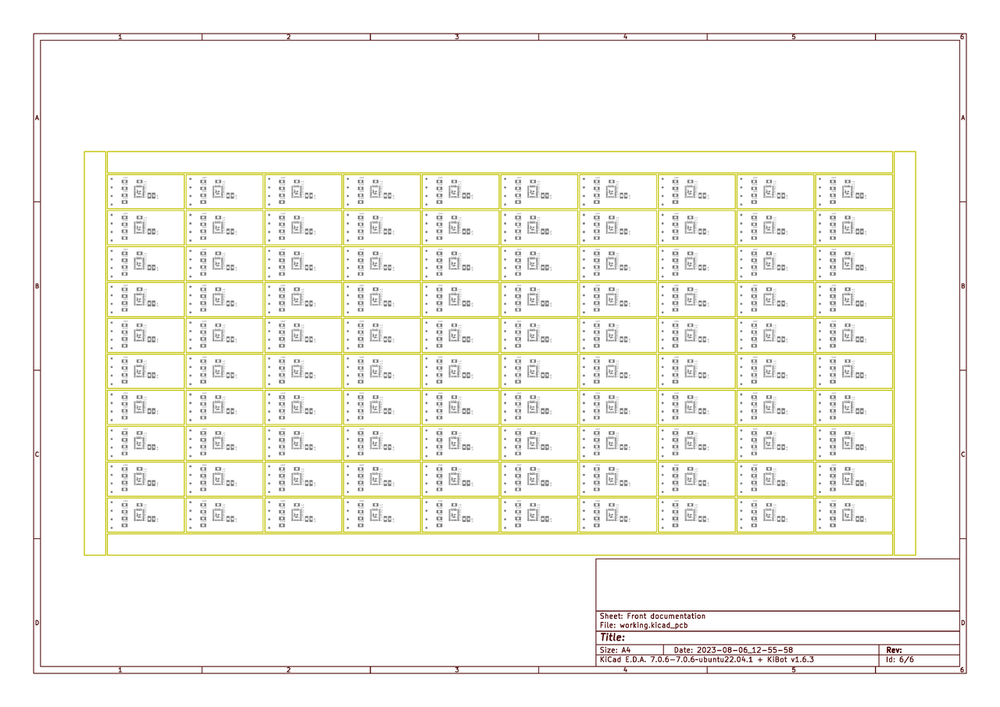 1 2 3 4 5 6
A A
B B
C C
D D
Sheet: Front documentation
File: working.kicad_pcb
Title:
Size: A4 Date: 2023-08-06_12-55-58 Rev:
KiCad E.D.A. 7.0.6-7.0.6-ubuntu22.04.1 + KiBot v1.6.3 Id: 6/6
1 2 3 4 5 6